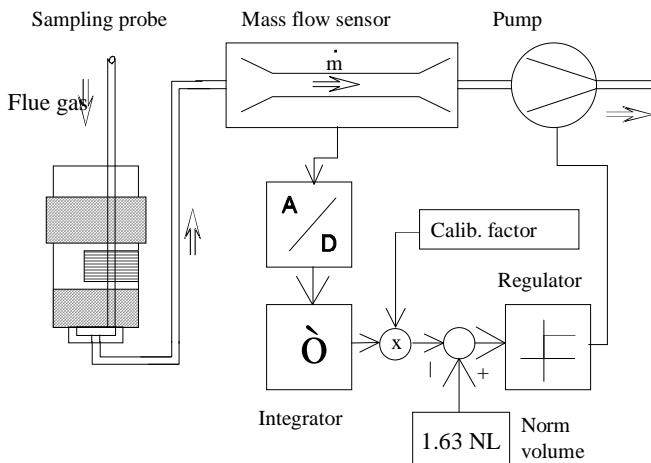 Sampling probe
Mass flow sensor
Pump
ṁ
Flue gas
A
D
Calib. factor
Regulator
Ò
x
–
+
Integrator
1.63 NL
Norm
volume